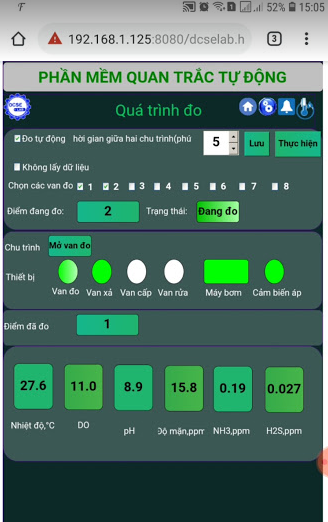 52% 15:05
192.168.1.125:8080/dcselab.h
3
PHẦN MỀM QUAN TRẮC TỰ ĐỘNG
DCSE
Quá trình đo
Đo tự động hời gian giữa hai chu trình(phú
5
Lưu
Thực hiện
Không lấy dữ liệu
Chọn các van đo 1 2 3 4 5 6 7 8
Điểm đang đo: 2 Trạng thái: Đang đo
Chu trình Mở van đo
Thiết bị
Van đo Van xả Van cấp Van rửa Máy bơm Cảm biến áp
Điểm đã đo 1
27.6 11.0 8.9 15.8 0.19 0.027
Nhiệt độ,°C DO pH Độ mặn,ppm NH3,ppm H2S,ppm